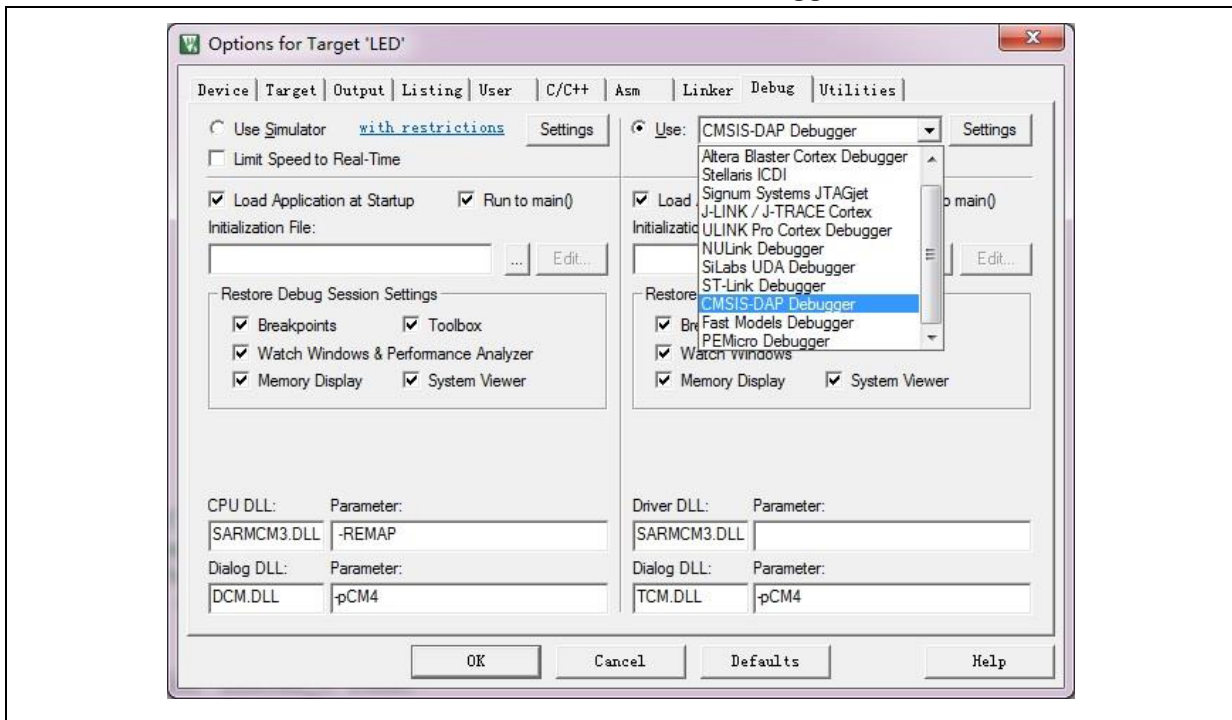 Options for Target 'LED'
Device Target Output Listing User C/C++ Asm Linker Debug Utilities
Use Simulator with restrictions Settings
Limit Speed to Real-Time
Load Application at Startup Run to main()
Initialization File:
... Edit...
Restore Debug Session Settings
Breakpoints Toolbox
Watch Windows & Performance Analyzer
Memory Display System Viewer
CPU DLL: Parameter:
SARMCM3.DLL -REMAP
Dialog DLL: Parameter:
DCM.DLL -pCM4
Use: CMSIS-DAP Debugger Settings
Altera Blaster Cortex Debugger
Stellaris ICDI
Signum Systems JTAGjet
J-LINK / J-TRACE Cortex
ULINK Pro Cortex Debugger
NULink Debugger
SiLabs UDA Debugger
ST-Link Debugger
CMSIS-DAP Debugger
Fast Models Debugger
PEMicro Debugger
Load main()
Edit...
Restore
Watch Windows
Memory Display System Viewer
Driver DLL: Parameter:
SARMCM3.DLL
Dialog DLL: Parameter:
TCM.DLL -pCM4
OK Cancel Defaults Help